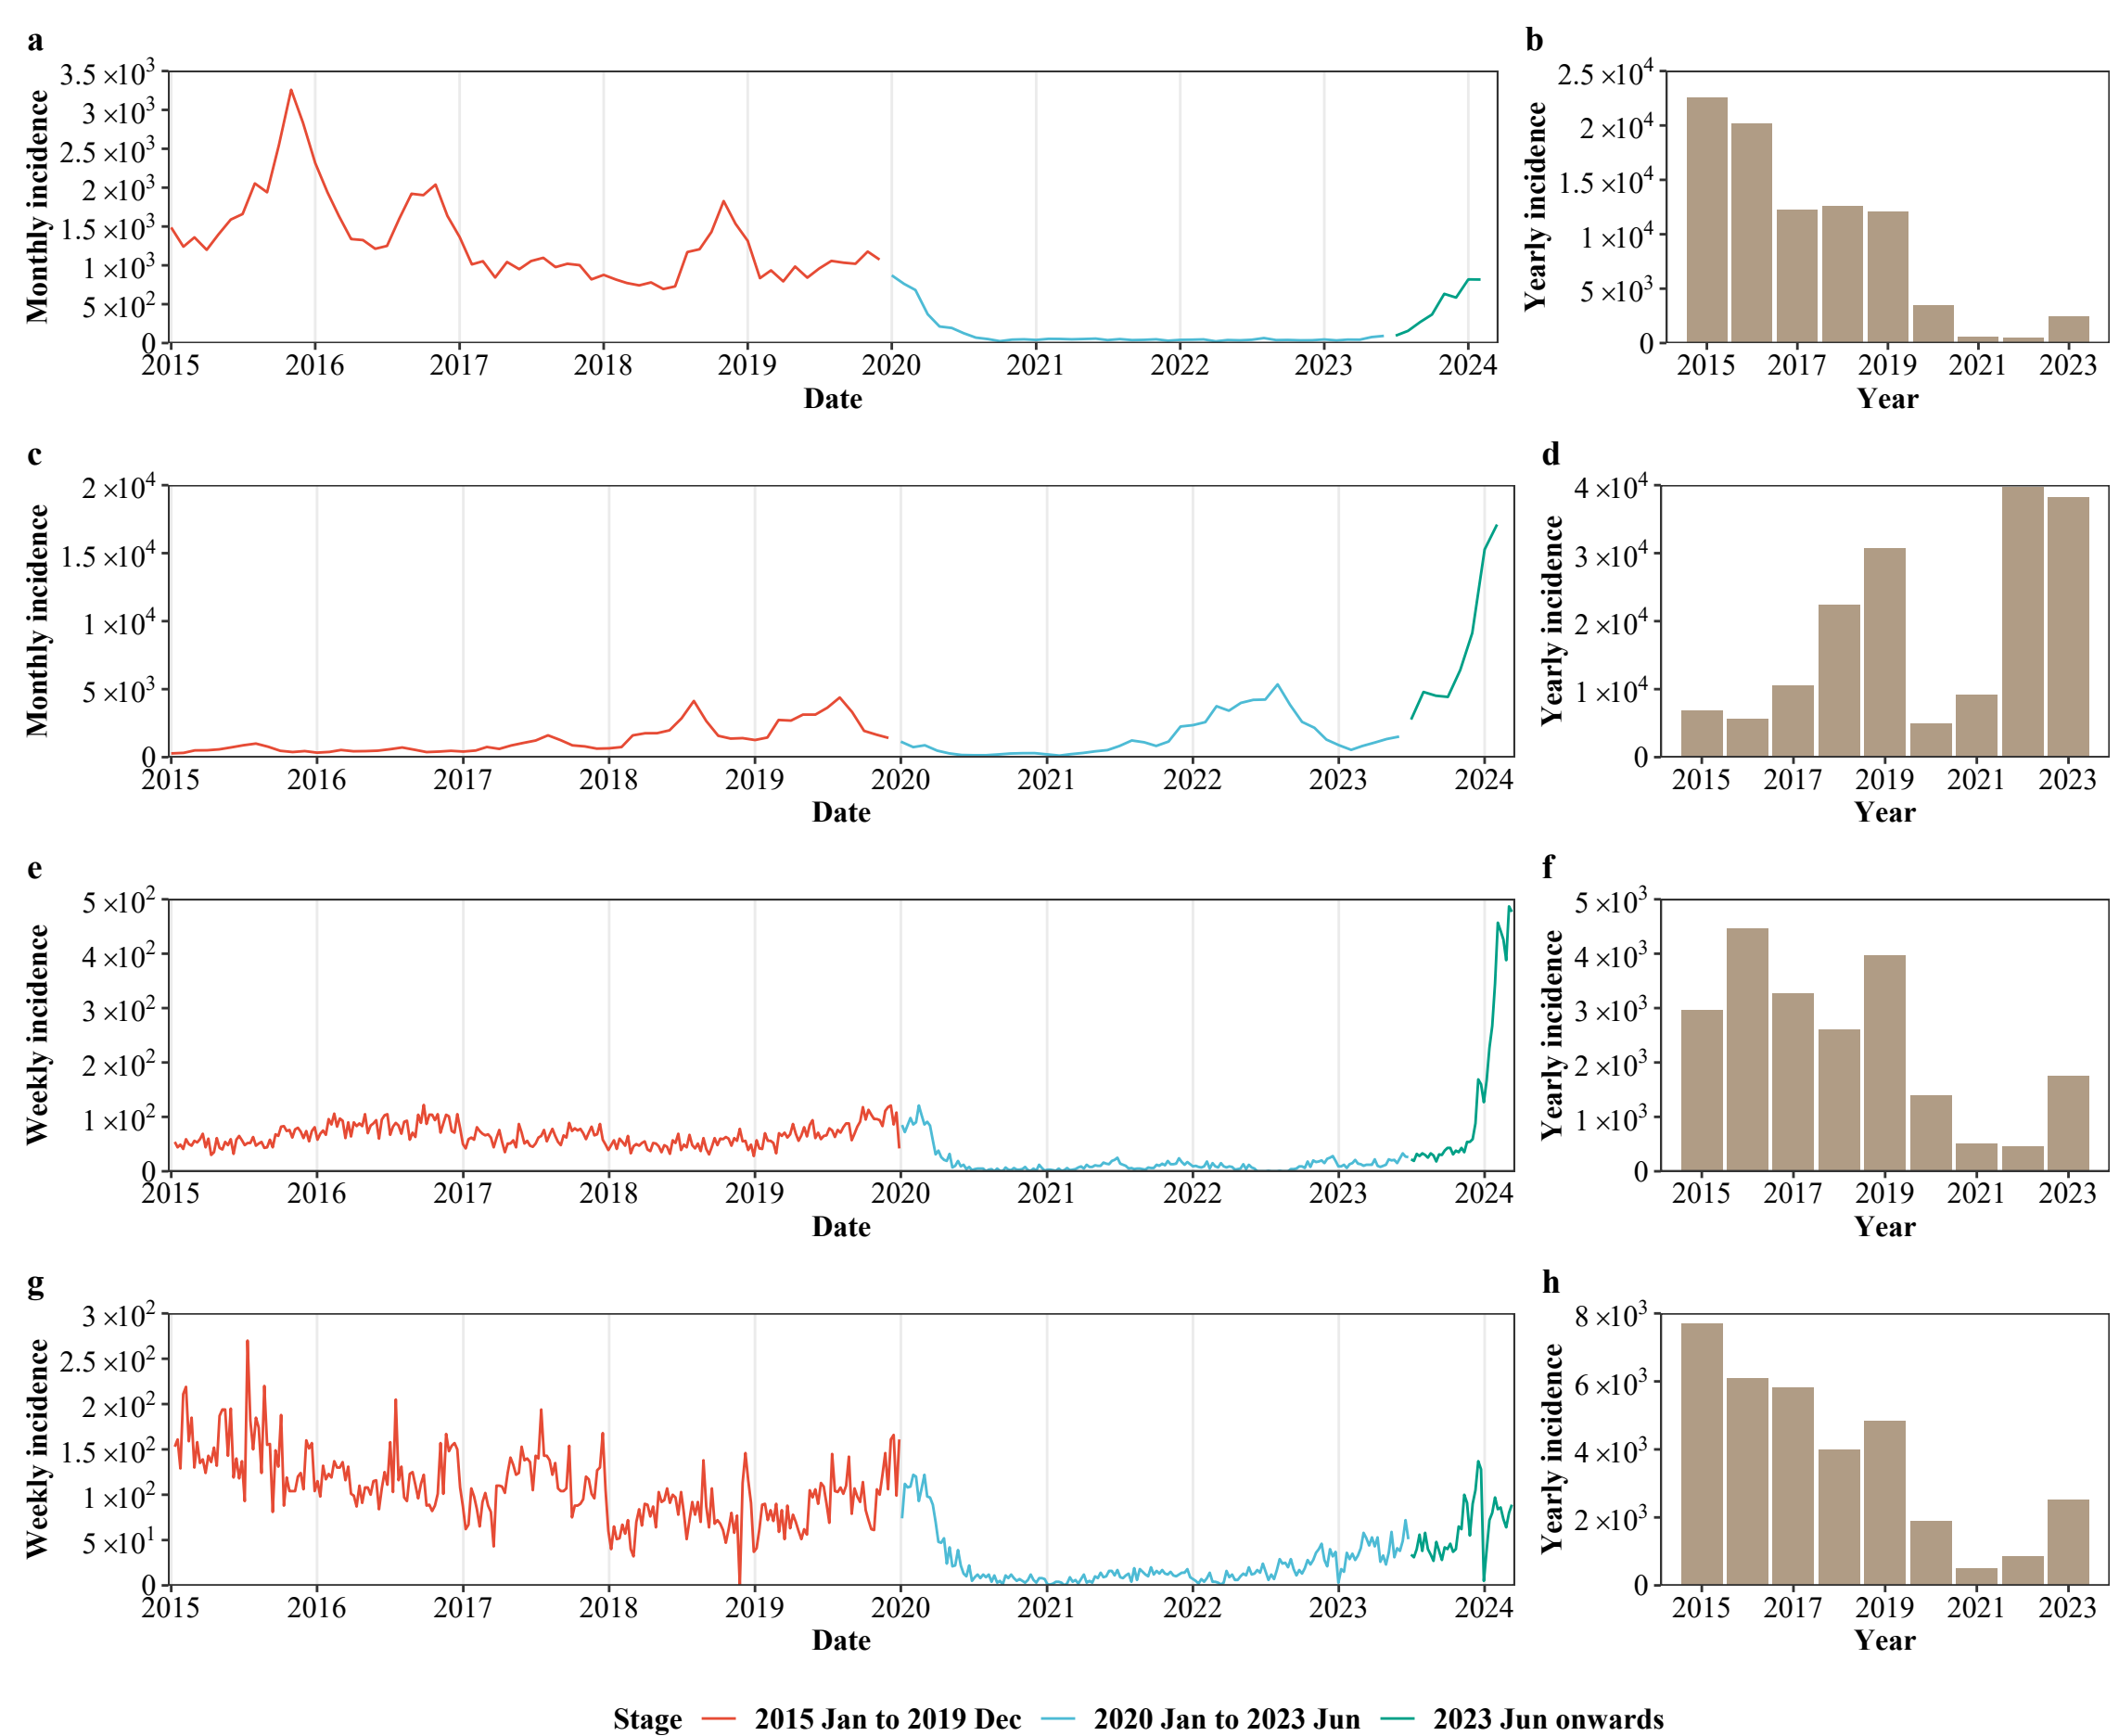 a
b
3.5 ×10³
3 ×10³
2.5 ×10³
2 ×10³
1.5 ×10³
1 ×10³
5 ×10²
0
Monthly incidence
2015 2016 2017 2018 2019 2020 2021 2022 2023 2024
Date
2.5 ×10⁴
2 ×10⁴
1.5 ×10⁴
1 ×10⁴
5 ×10³
0
Yearly incidence
2015 2017 2019 2021 2023
Year
c
d
2 ×10⁴
1.5 ×10⁴
1 ×10⁴
5 ×10³
0
Monthly incidence
2015 2016 2017 2018 2019 2020 2021 2022 2023 2024
Date
4 ×10⁴
3 ×10⁴
2 ×10⁴
1 ×10⁴
0
Yearly incidence
2015 2017 2019 2021 2023
Year
e
f
5 ×10²
4 ×10²
3 ×10²
2 ×10²
1 ×10²
0
Weekly incidence
2015 2016 2017 2018 2019 2020 2021 2022 2023 2024
Date
5 ×10³
4 ×10³
3 ×10³
2 ×10³
1 ×10³
0
Yearly incidence
2015 2017 2019 2021 2023
Year
g
h
3 ×10²
2.5 ×10²
2 ×10²
1.5 ×10²
1 ×10²
5 ×10¹
0
Weekly incidence
2015 2016 2017 2018 2019 2020 2021 2022 2023 2024
Date
8 ×10³
6 ×10³
4 ×10³
2 ×10³
0
Yearly incidence
2015 2017 2019 2021 2023
Year
Stage 2015 Jan to 2019 Dec 2020 Jan to 2023 Jun 2023 Jun onwards